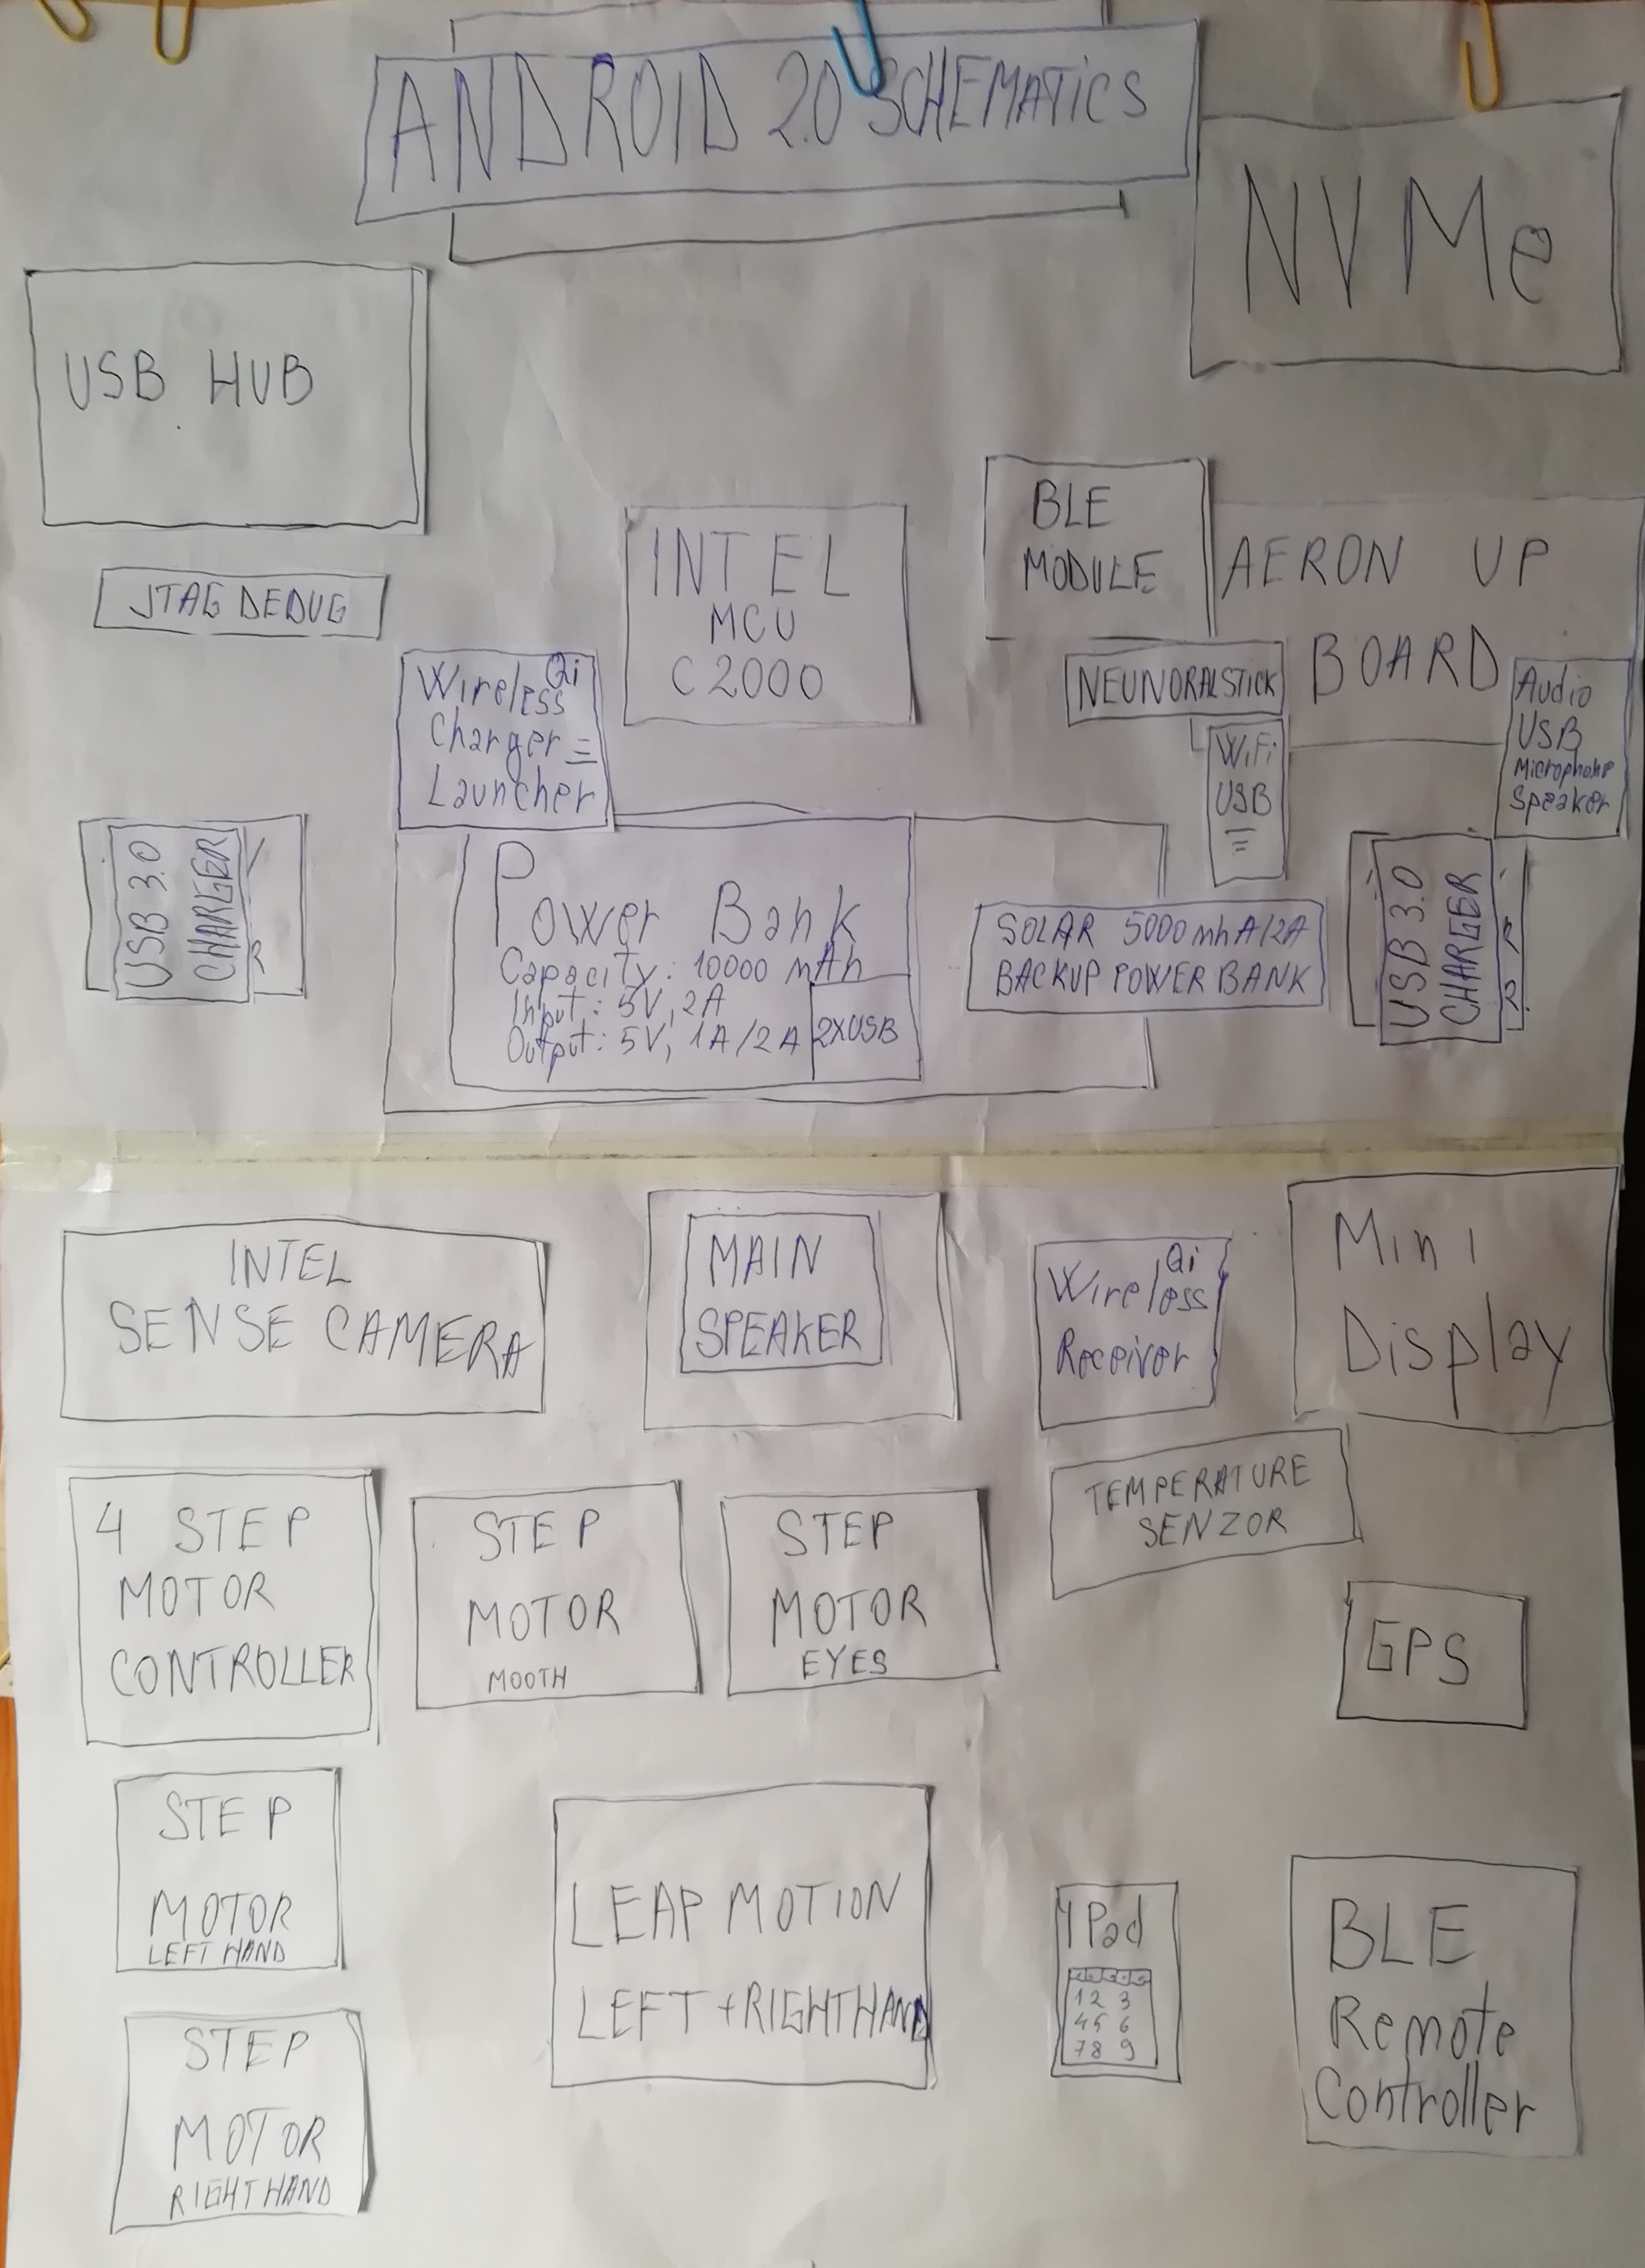 ANDROID 2.0 SCHEMATICS
NVMe
USB HUB
JTAG DEDUG
INTEL
MCU
C2000
BLE
MODULE
AERON UP
BOARD
NEUNORALSTICK
WiFi
USB
Audio
USB
Microphone
Speaker
Wireless Qi
Charger =
Launcher
USB 3.0
CHARGER
Power Bank
Capacity: 10000 mAh
Input: 5V, 2A
Output: 5V, 1A/2A
2XUSB
SOLAR 5000mhA/2A
BACKUP POWER BANK
USB 3.0
CHARGER
INTEL
SENSE CAMERA
MAIN
SPEAKER
Wireless Qi
Receiver
Mini
Display
4 STEP
MOTOR
CONTROLLER
STEP
MOTOR
MOOTH
STEP
MOTOR
EYES
TEMPERATURE
SENZOR
GPS
STEP
MOTOR
LEFT HAND
LEAP MOTION
LEFT + RIGHTHAND
IPad
1 2 3
4 5 6
7 8 9
BLE
Remote
Controller
STEP
MOTOR
RIGHT HAND